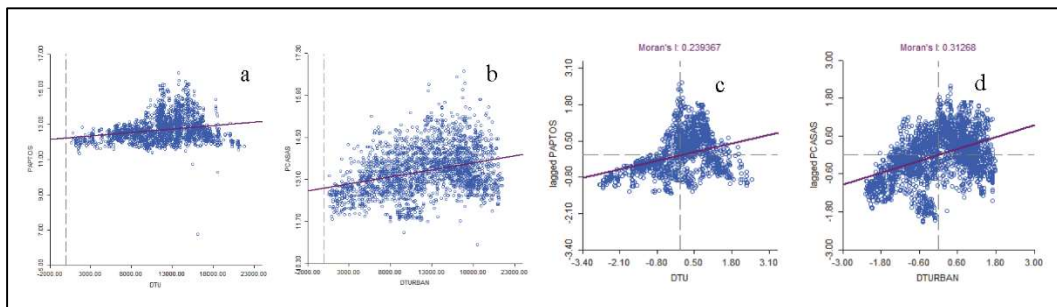 a
17.00
15.00
13.00
11.00
9.00
7.00
5.00
PAPTOS
-2000.00 3000.00 8000.00 13000.00 18000.00 23000.00
DTU
b
17.30
15.90
14.50
13.10
11.70
PCASAS
3000.00 8000.00 13000.00 18000.00 23000.00
DTURBAN
Moran's I: 0.239367
c
3.10
1.80
0.50
-0.80
-2.10
-3.40
lagged PAPTOS
-3.40 -2.10 -0.80 0.50 1.80 3.10
DTU
Moran's I: 0.31268
d
3.00
1.80
0.60
-0.60
-1.80
-3.00
lagged PCASAS
-3.00 -1.80 -0.60 0.60 1.80 3.00
DTURBAN